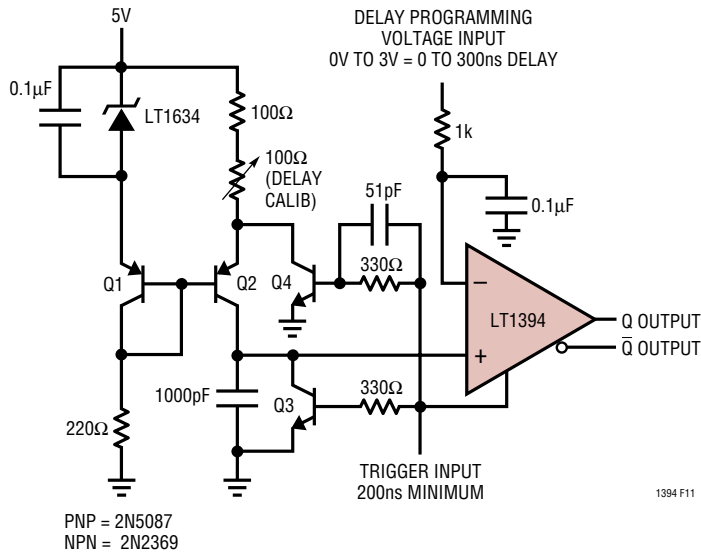 5V
DELAY PROGRAMMING
VOLTAGE INPUT
0V TO 3V = 0 TO 300ns DELAY
0.1µF
LT1634
100Ω
1k
100Ω
(DELAY
CALIB)
51pF
0.1µF
330Ω
Q1
Q2
Q4
−
LT1394
+
Q OUTPUT
Q̅ OUTPUT
1000pF
Q3
330Ω
220Ω
TRIGGER INPUT
200ns MINIMUM
1394 F11
PNP = 2N5087
NPN = 2N2369